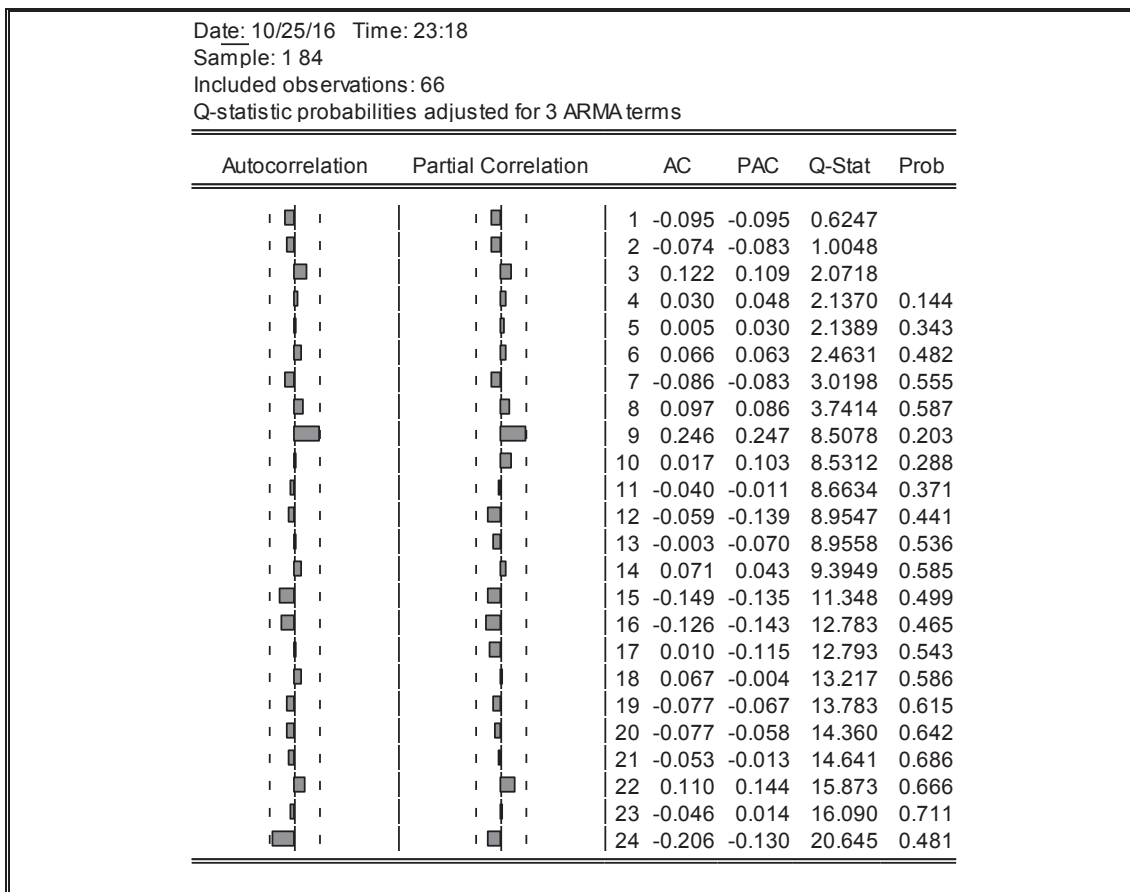 Date: 10/25/16 Time: 23:18
Sample: 1 84
Included observations: 66
Q-statistic probabilities adjusted for 3 ARMA terms
Autocorrelation Partial Correlation AC PAC Q-Stat Prob
1 -0.095 -0.095 0.6247
2 -0.074 -0.083 1.0048
3 0.122 0.109 2.0718
4 0.030 0.048 2.1370 0.144
5 0.005 0.030 2.1389 0.343
6 0.066 0.063 2.4631 0.482
7 -0.086 -0.083 3.0198 0.555
8 0.097 0.086 3.7414 0.587
9 0.246 0.247 8.5078 0.203
10 0.017 0.103 8.5312 0.288
11 -0.040 -0.011 8.6634 0.371
12 -0.059 -0.139 8.9547 0.441
13 -0.003 -0.070 8.9558 0.536
14 0.071 0.043 9.3949 0.585
15 -0.149 -0.135 11.348 0.499
16 -0.126 -0.143 12.783 0.465
17 0.010 -0.115 12.793 0.543
18 0.067 -0.004 13.217 0.586
19 -0.077 -0.067 13.783 0.615
20 -0.077 -0.058 14.360 0.642
21 -0.053 -0.013 14.641 0.686
22 0.110 0.144 15.873 0.666
23 -0.046 0.014 16.090 0.711
24 -0.206 -0.130 20.645 0.481